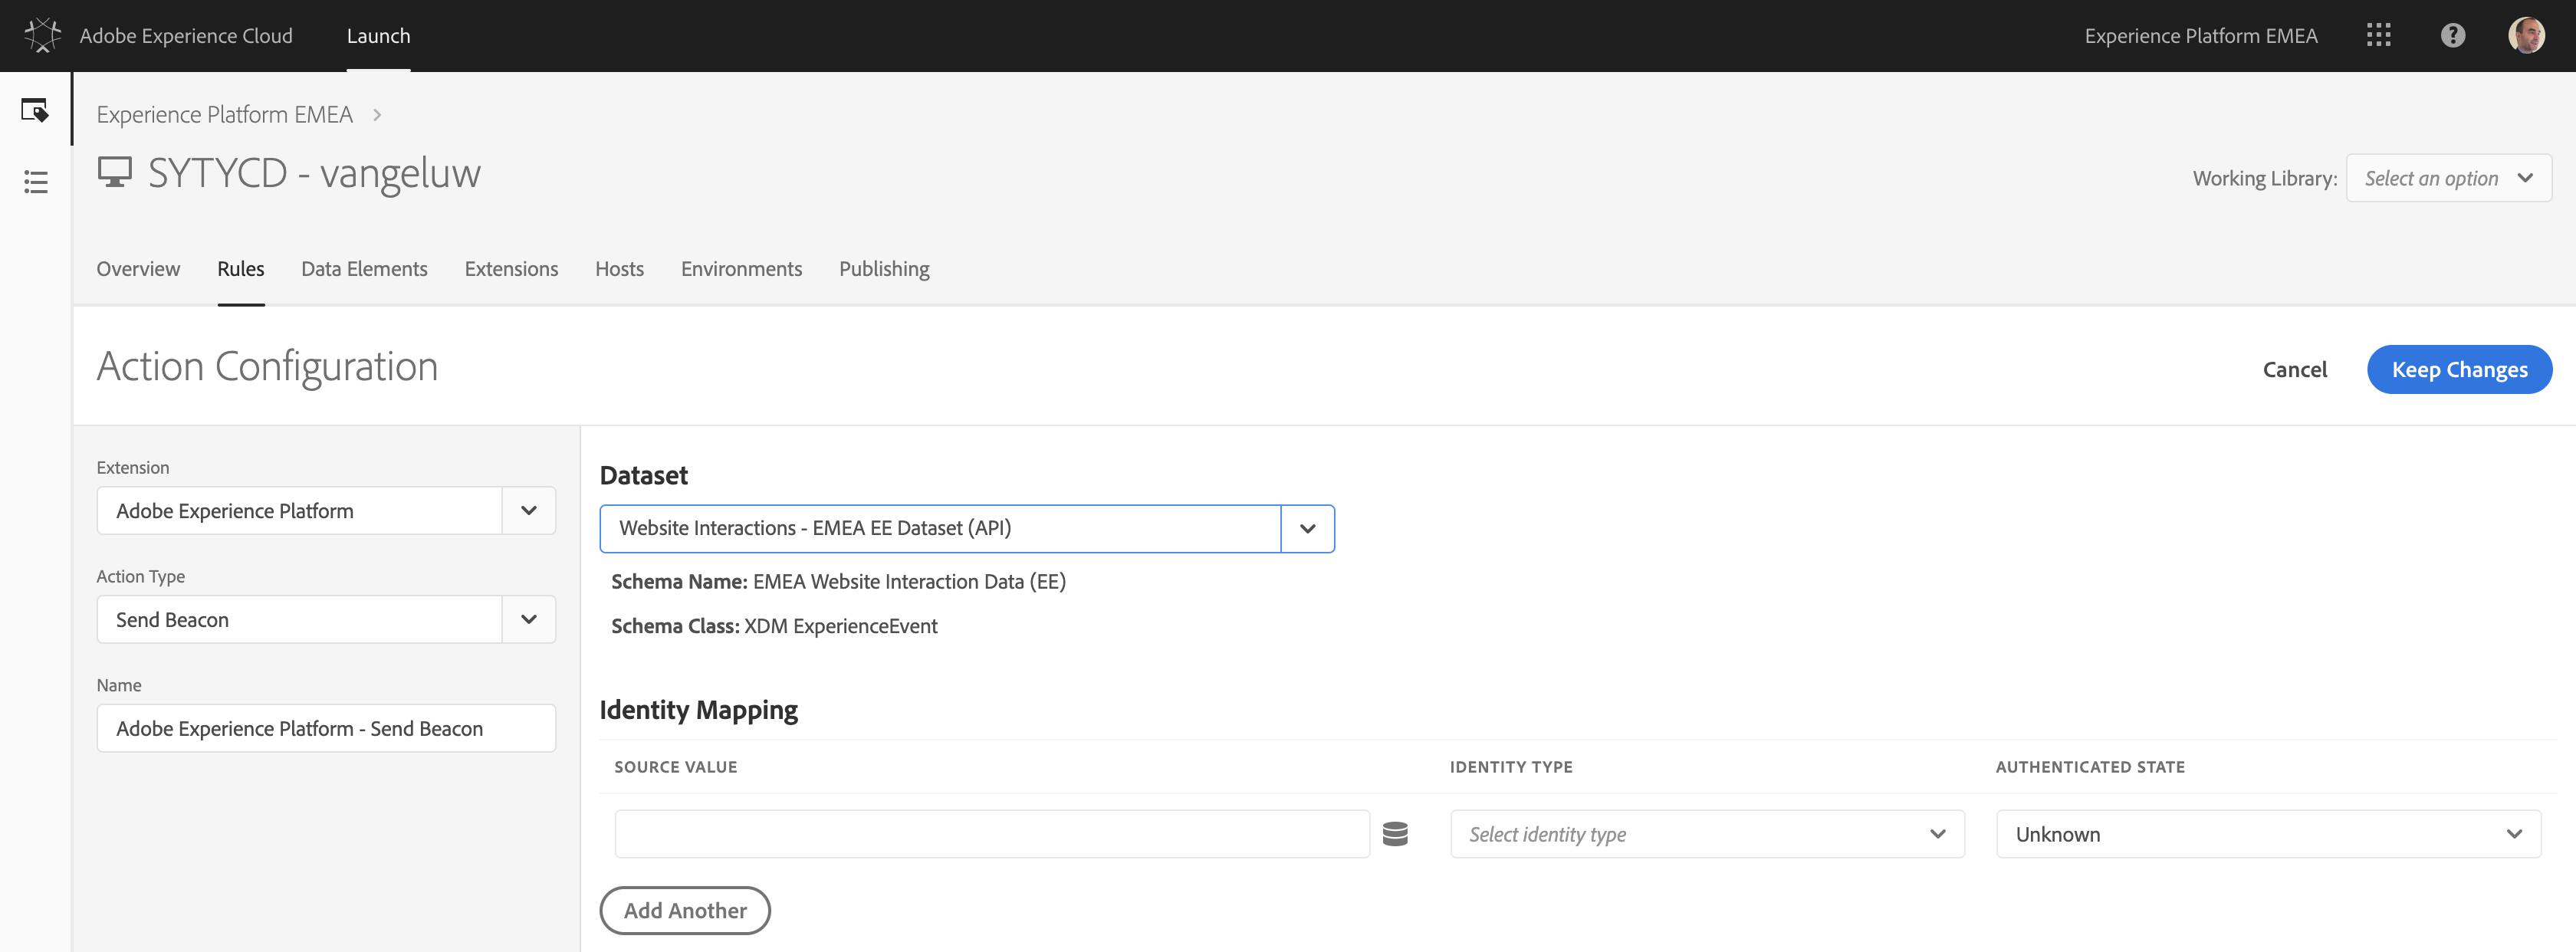 Adobe Experience Cloud Launch Experience Platform EMEA ?
Experience Platform EMEA >
SYTYCD - vangeluw
Working Library: Select an option
Overview Rules Data Elements Extensions Hosts Environments Publishing
Action Configuration
Cancel Keep Changes
Extension
Adobe Experience Platform
Action Type
Send Beacon
Name
Adobe Experience Platform - Send Beacon
Dataset
Website Interactions - EMEA EE Dataset (API)
Schema Name: EMEA Website Interaction Data (EE)
Schema Class: XDM ExperienceEvent
Identity Mapping
SOURCE VALUE IDENTITY TYPE AUTHENTICATED STATE
Select identity type Unknown
Add Another